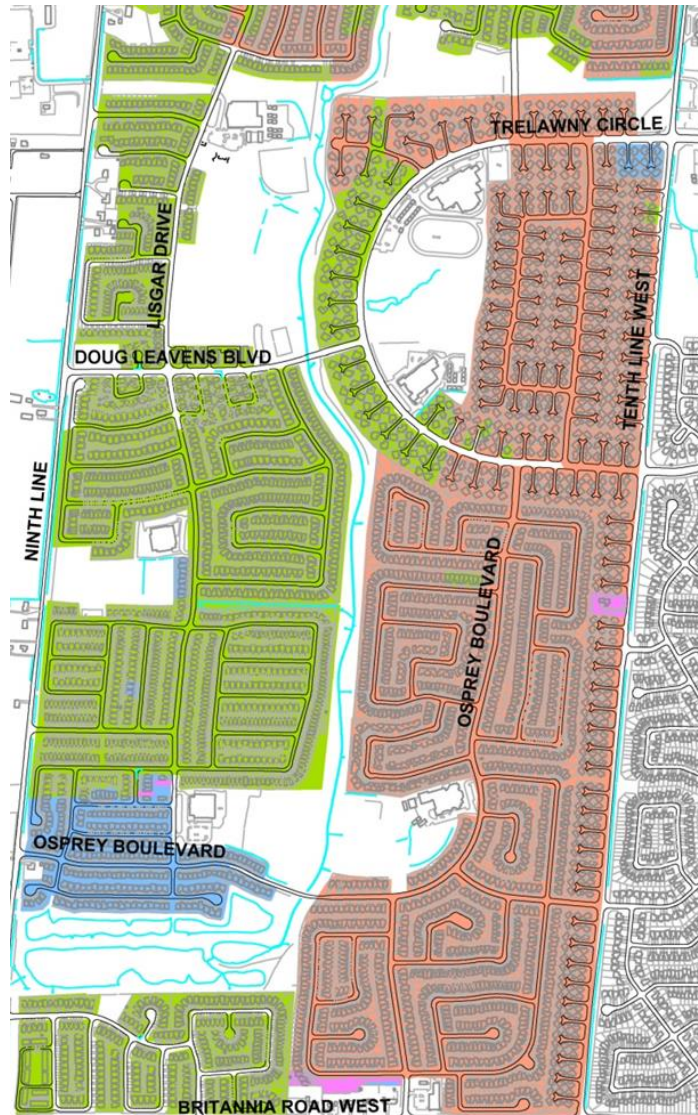 TRELAWNY CIRCLE
LISGAR DRIVE
TENTH LINE WEST
DOUG LEAVENS BLVD
NINTH LINE
OSPREY BOULEVARD
OSPREY BOULEVARD
BRITANNIA ROAD WEST